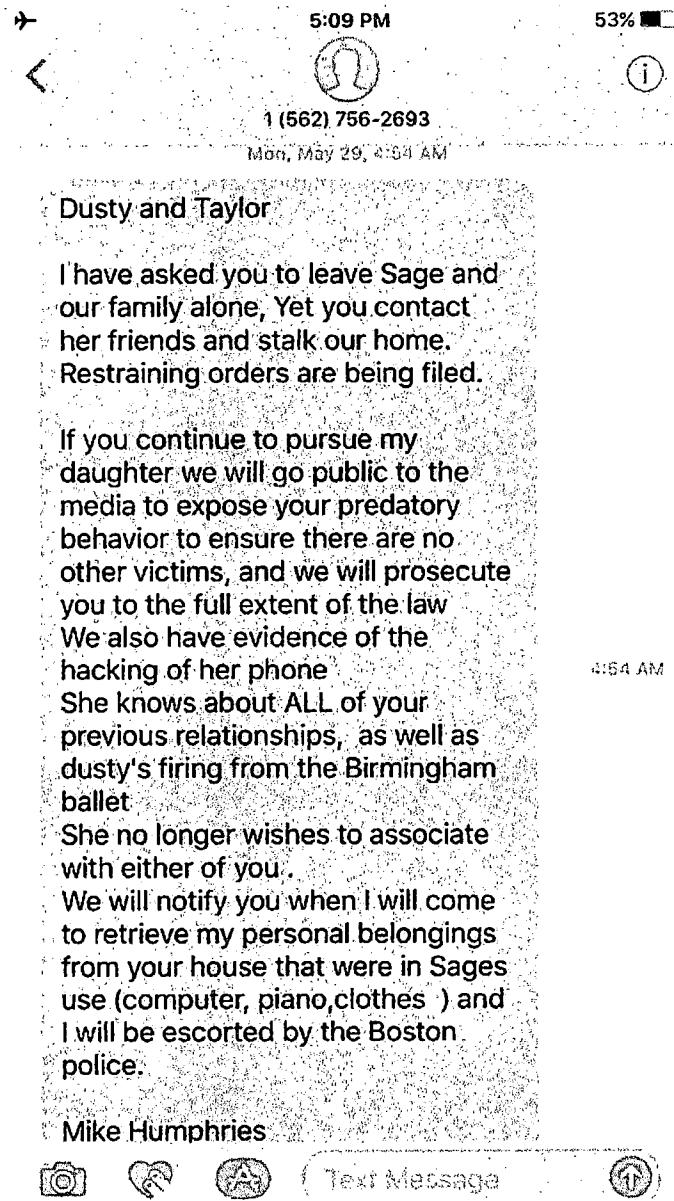 5:09 PM
53%
1 (562) 756-2693
Mon, May 29, 4:54 AM
Dusty and Taylor
I have asked you to leave Sage and
our family alone, Yet you contact
her friends and stalk our home.
Restraining orders are being filed.
If you continue to pursue my
daughter we will go public to the
media to expose your predatory
behavior to ensure there are no
other victims, and we will prosecute
you to the full extent of the law
We also have evidence of the
hacking of her phone
4:54 AM
She knows about ALL of your
previous relationships, as well as
dusty's firing from the Birmingham
ballet
She no longer wishes to associate
with either of you .
We will notify you when I will come
to retrieve my personal belongings
from your house that were in Sages
use (computer, piano,clothes  ) and
I will be escorted by the Boston
police.
Mike Humphries
Text Message